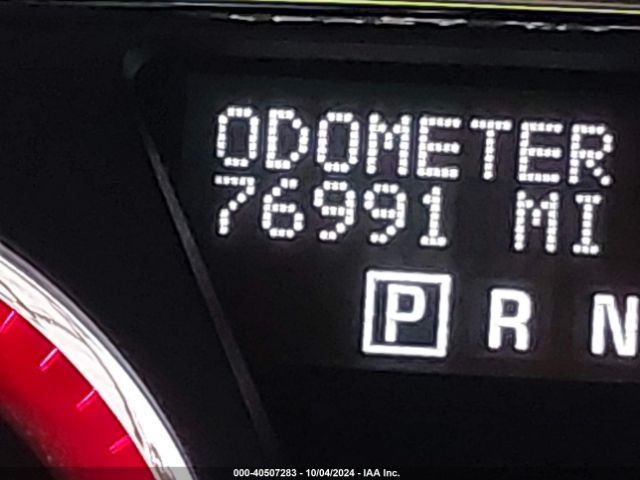 ODOMETER
76991 MI
P R N
000-40507283 - 10/04/2024 - IAA Inc.